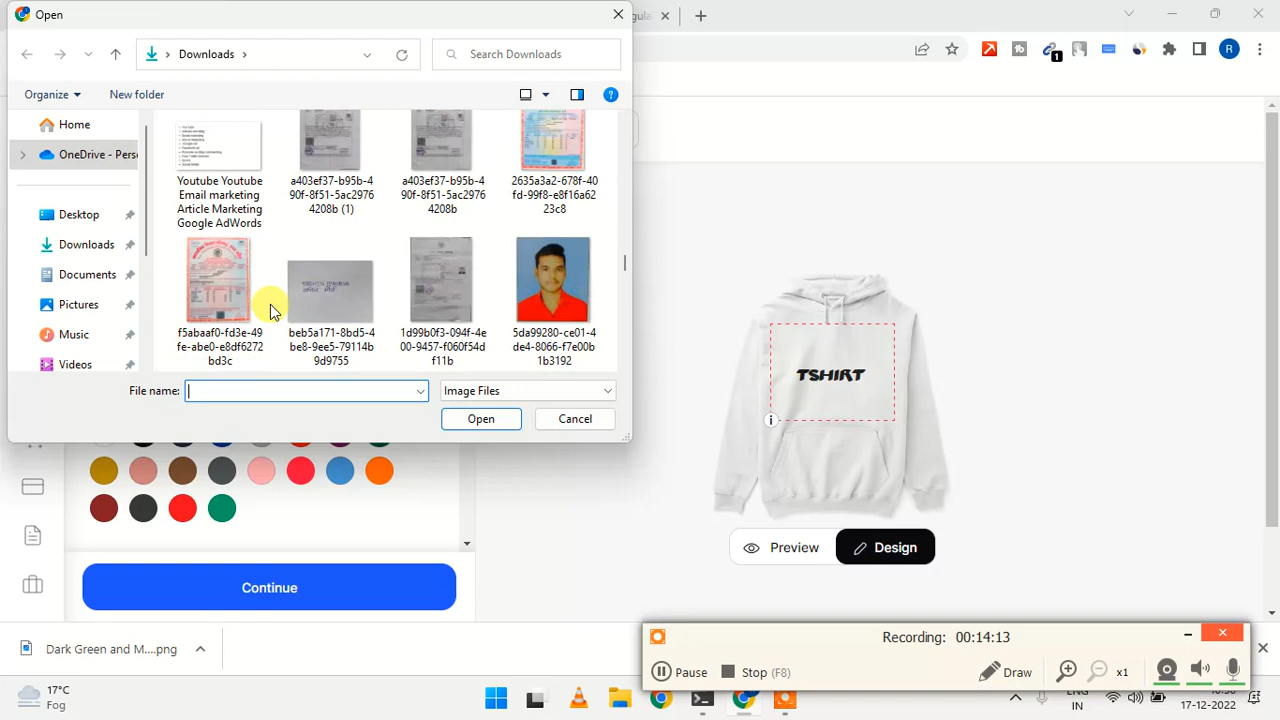 Open
gula
Downloads
Search Downloads
R
1
Organize
New folder
Home
OneDrive - Pers
Desktop
Downloads
Documents
Pictures
Music
Videos
Youtube Youtube
Email marketing
Article Marketing
Google AdWords
a403ef37-b95b-4
90f-8f51-5ac2976
4208b (1)
a403ef37-b95b-4
90f-8f51-5ac2976
4208b
2635a3a2-678f-40
fd-99f8-e8f16a62
23c8
f5abaaf0-fd3e-49
fe-abe0-e8df6272
bd3c
beb5a171-8bd5-4
be8-9ee5-79114b
9d9755
1d99b0f3-094f-4e
00-9457-f060f54d
f11b
5da99280-ce01-4
de4-8066-f7e00b
1b3192
File name:
Image Files
Open
Cancel
TSHIRT
i
Preview
Design
Continue
Dark Green and M....png
Recording: 00:14:13
Pause
Stop (F8)
Draw
x1
17°C
Fog
ENG
IN
17-12-2022